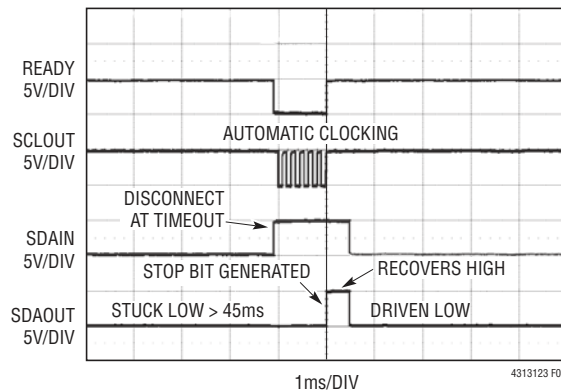 READY
5V/DIV
SCLOUT
5V/DIV
AUTOMATIC CLOCKING
DISCONNECT
AT TIMEOUT
SDAIN
5V/DIV
STOP BIT GENERATED
RECOVERS HIGH
SDAOUT
5V/DIV
STUCK LOW > 45ms
DRIVEN LOW
1ms/DIV
4313123 F0